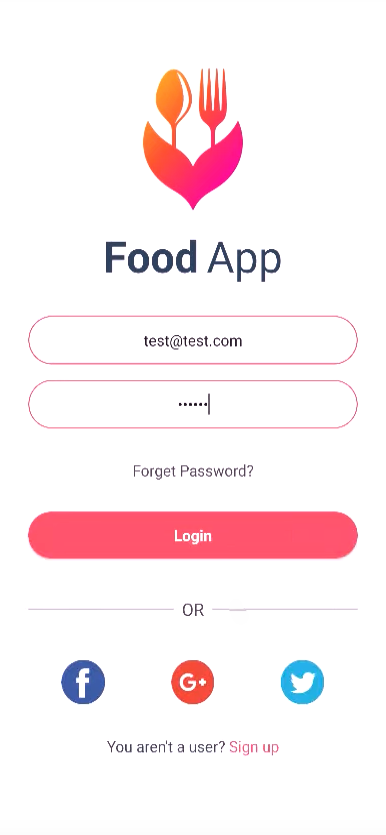 Food App
test@test.com
••••••
Forget Password?
Login
OR
f
G+
You aren't a user? Sign up